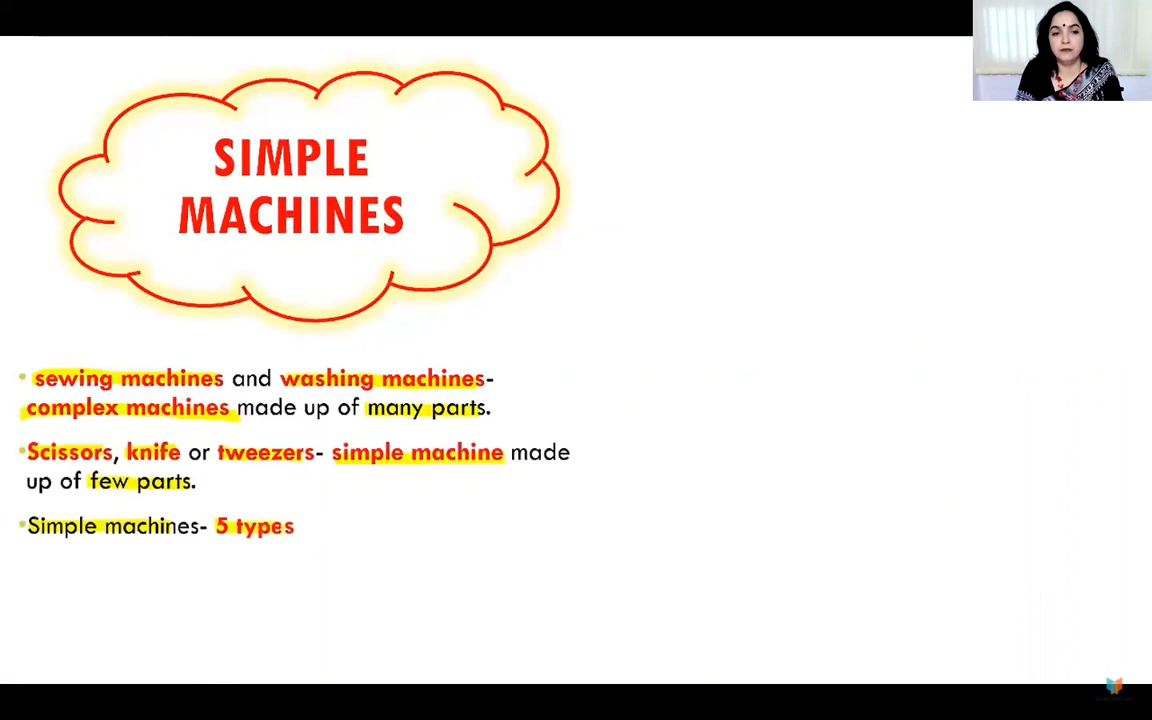 SIMPLE
MACHINES
• sewing machines and washing machines-
complex machines made up of many parts.
•Scissors, knife or tweezers- simple machine made
up of few parts.
•Simple machines- 5 types